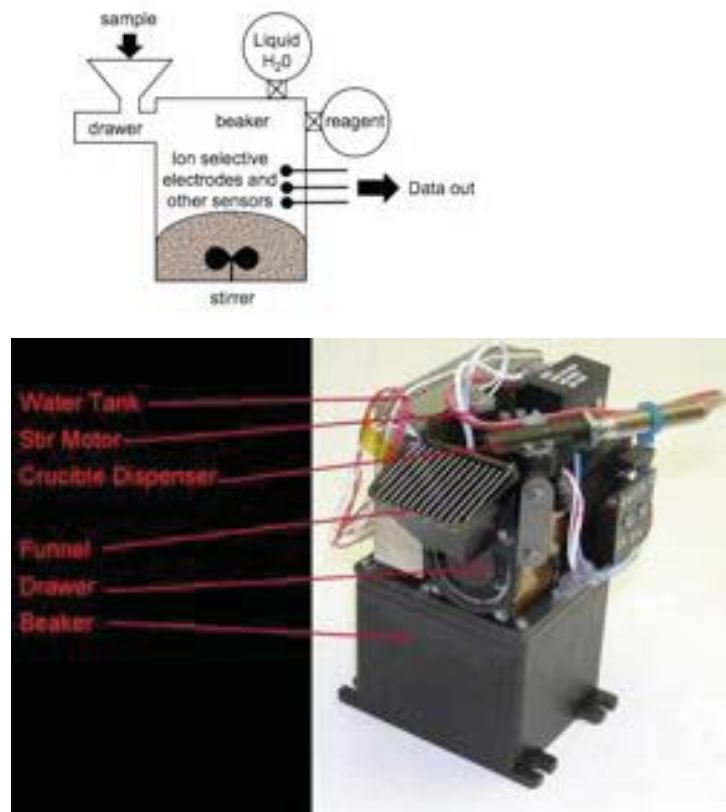 sample
Liquid
H₂0
drawer
beaker
reagent
Ion selective
electrodes and
other sensors
Data out
stirrer
Water Tank
Stir Motor
Crucible Dispenser
Funnel
Drawer
Beaker